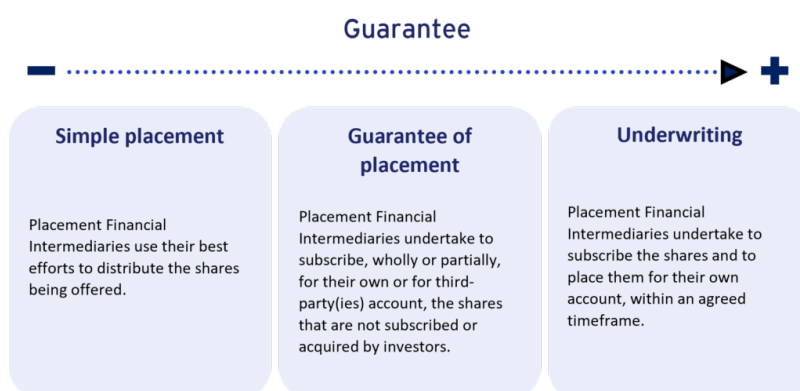 Guarantee
Simple placement
Placement Financial
Intermediaries use their best
efforts to distribute the shares
being offered.
Guarantee of
placement
Placement Financial
Intermediaries undertake to
subscribe, wholly or partially,
for their own or for third-
party(ies) account, the shares
that are not subscribed or
acquired by investors.
Underwriting
Placement Financial
Intermediaries undertake to
subscribe the shares and to
place them for their own
account, within an agreed
timeframe.